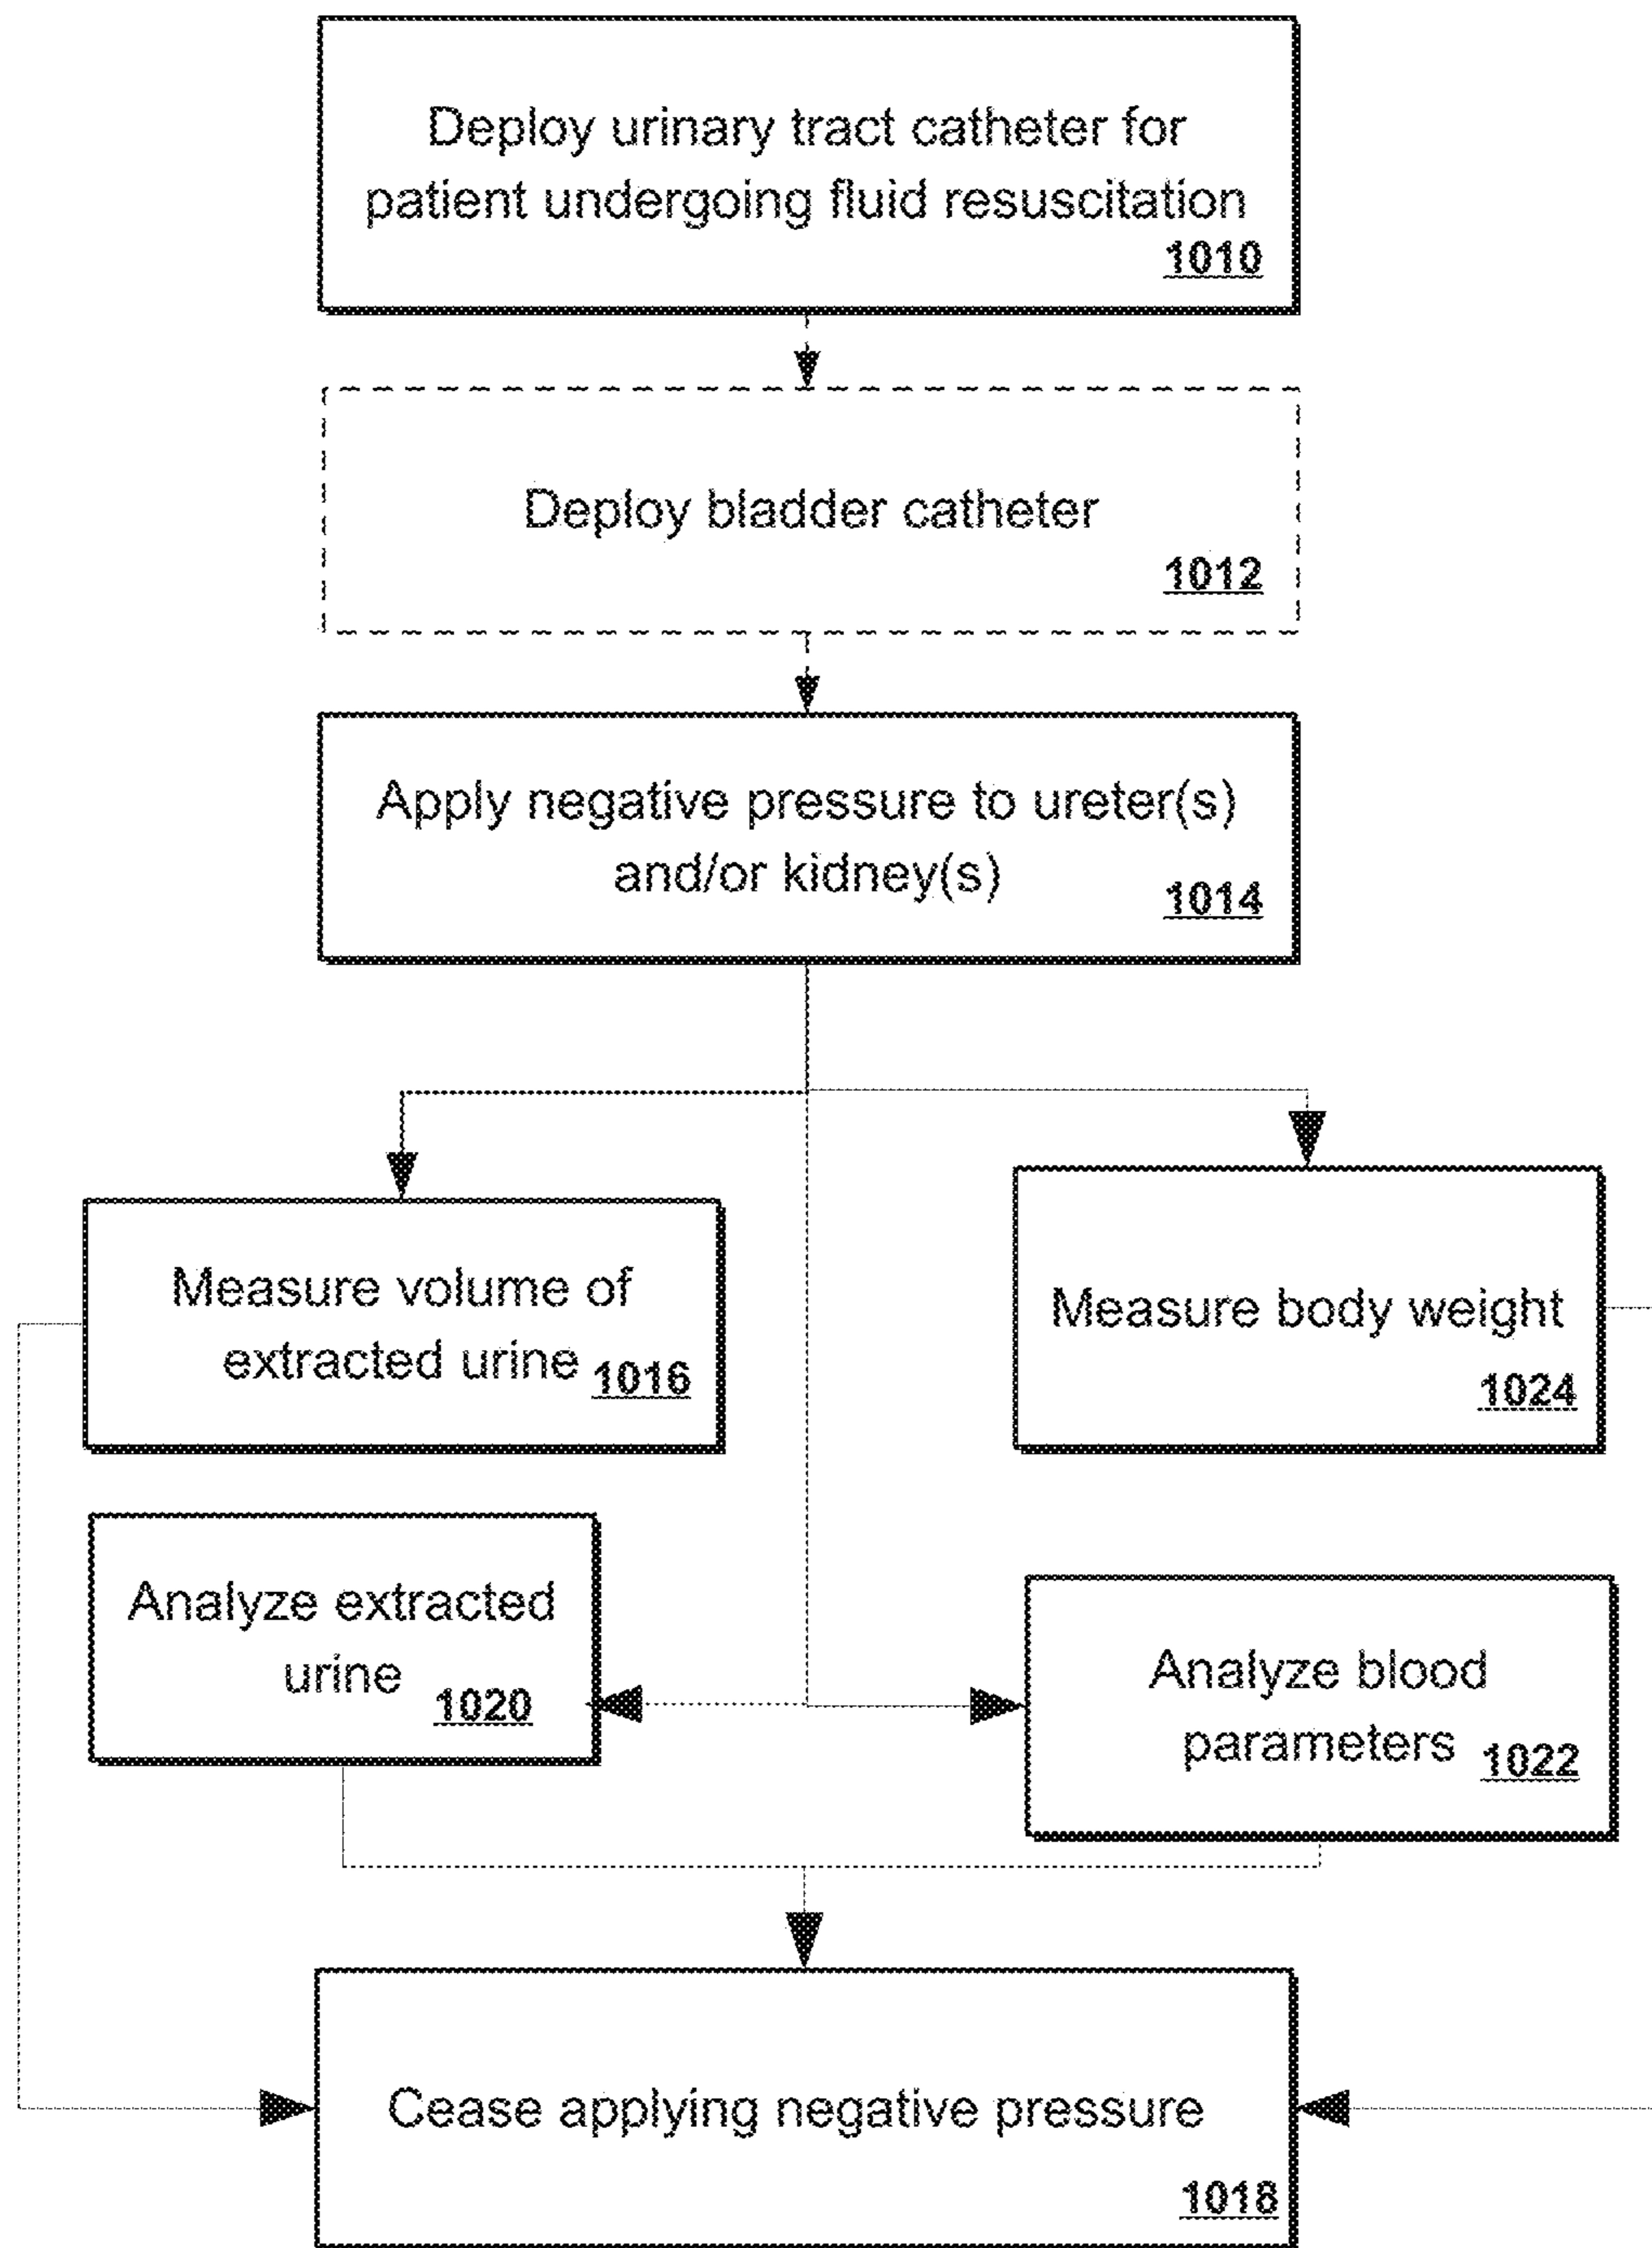 Deploy urinary tract catheter for
patient undergoing fluid resuscitation
1010
Deploy bladder catheter
1012
Apply negative pressure to ureter(s)
and/or kidney(s)
1014
Measure volume of
extracted urine 1016
Measure body weight
1024
Analyze extracted
urine 1020
Analyze blood
parameters 1022
Cease applying negative pressure
1018